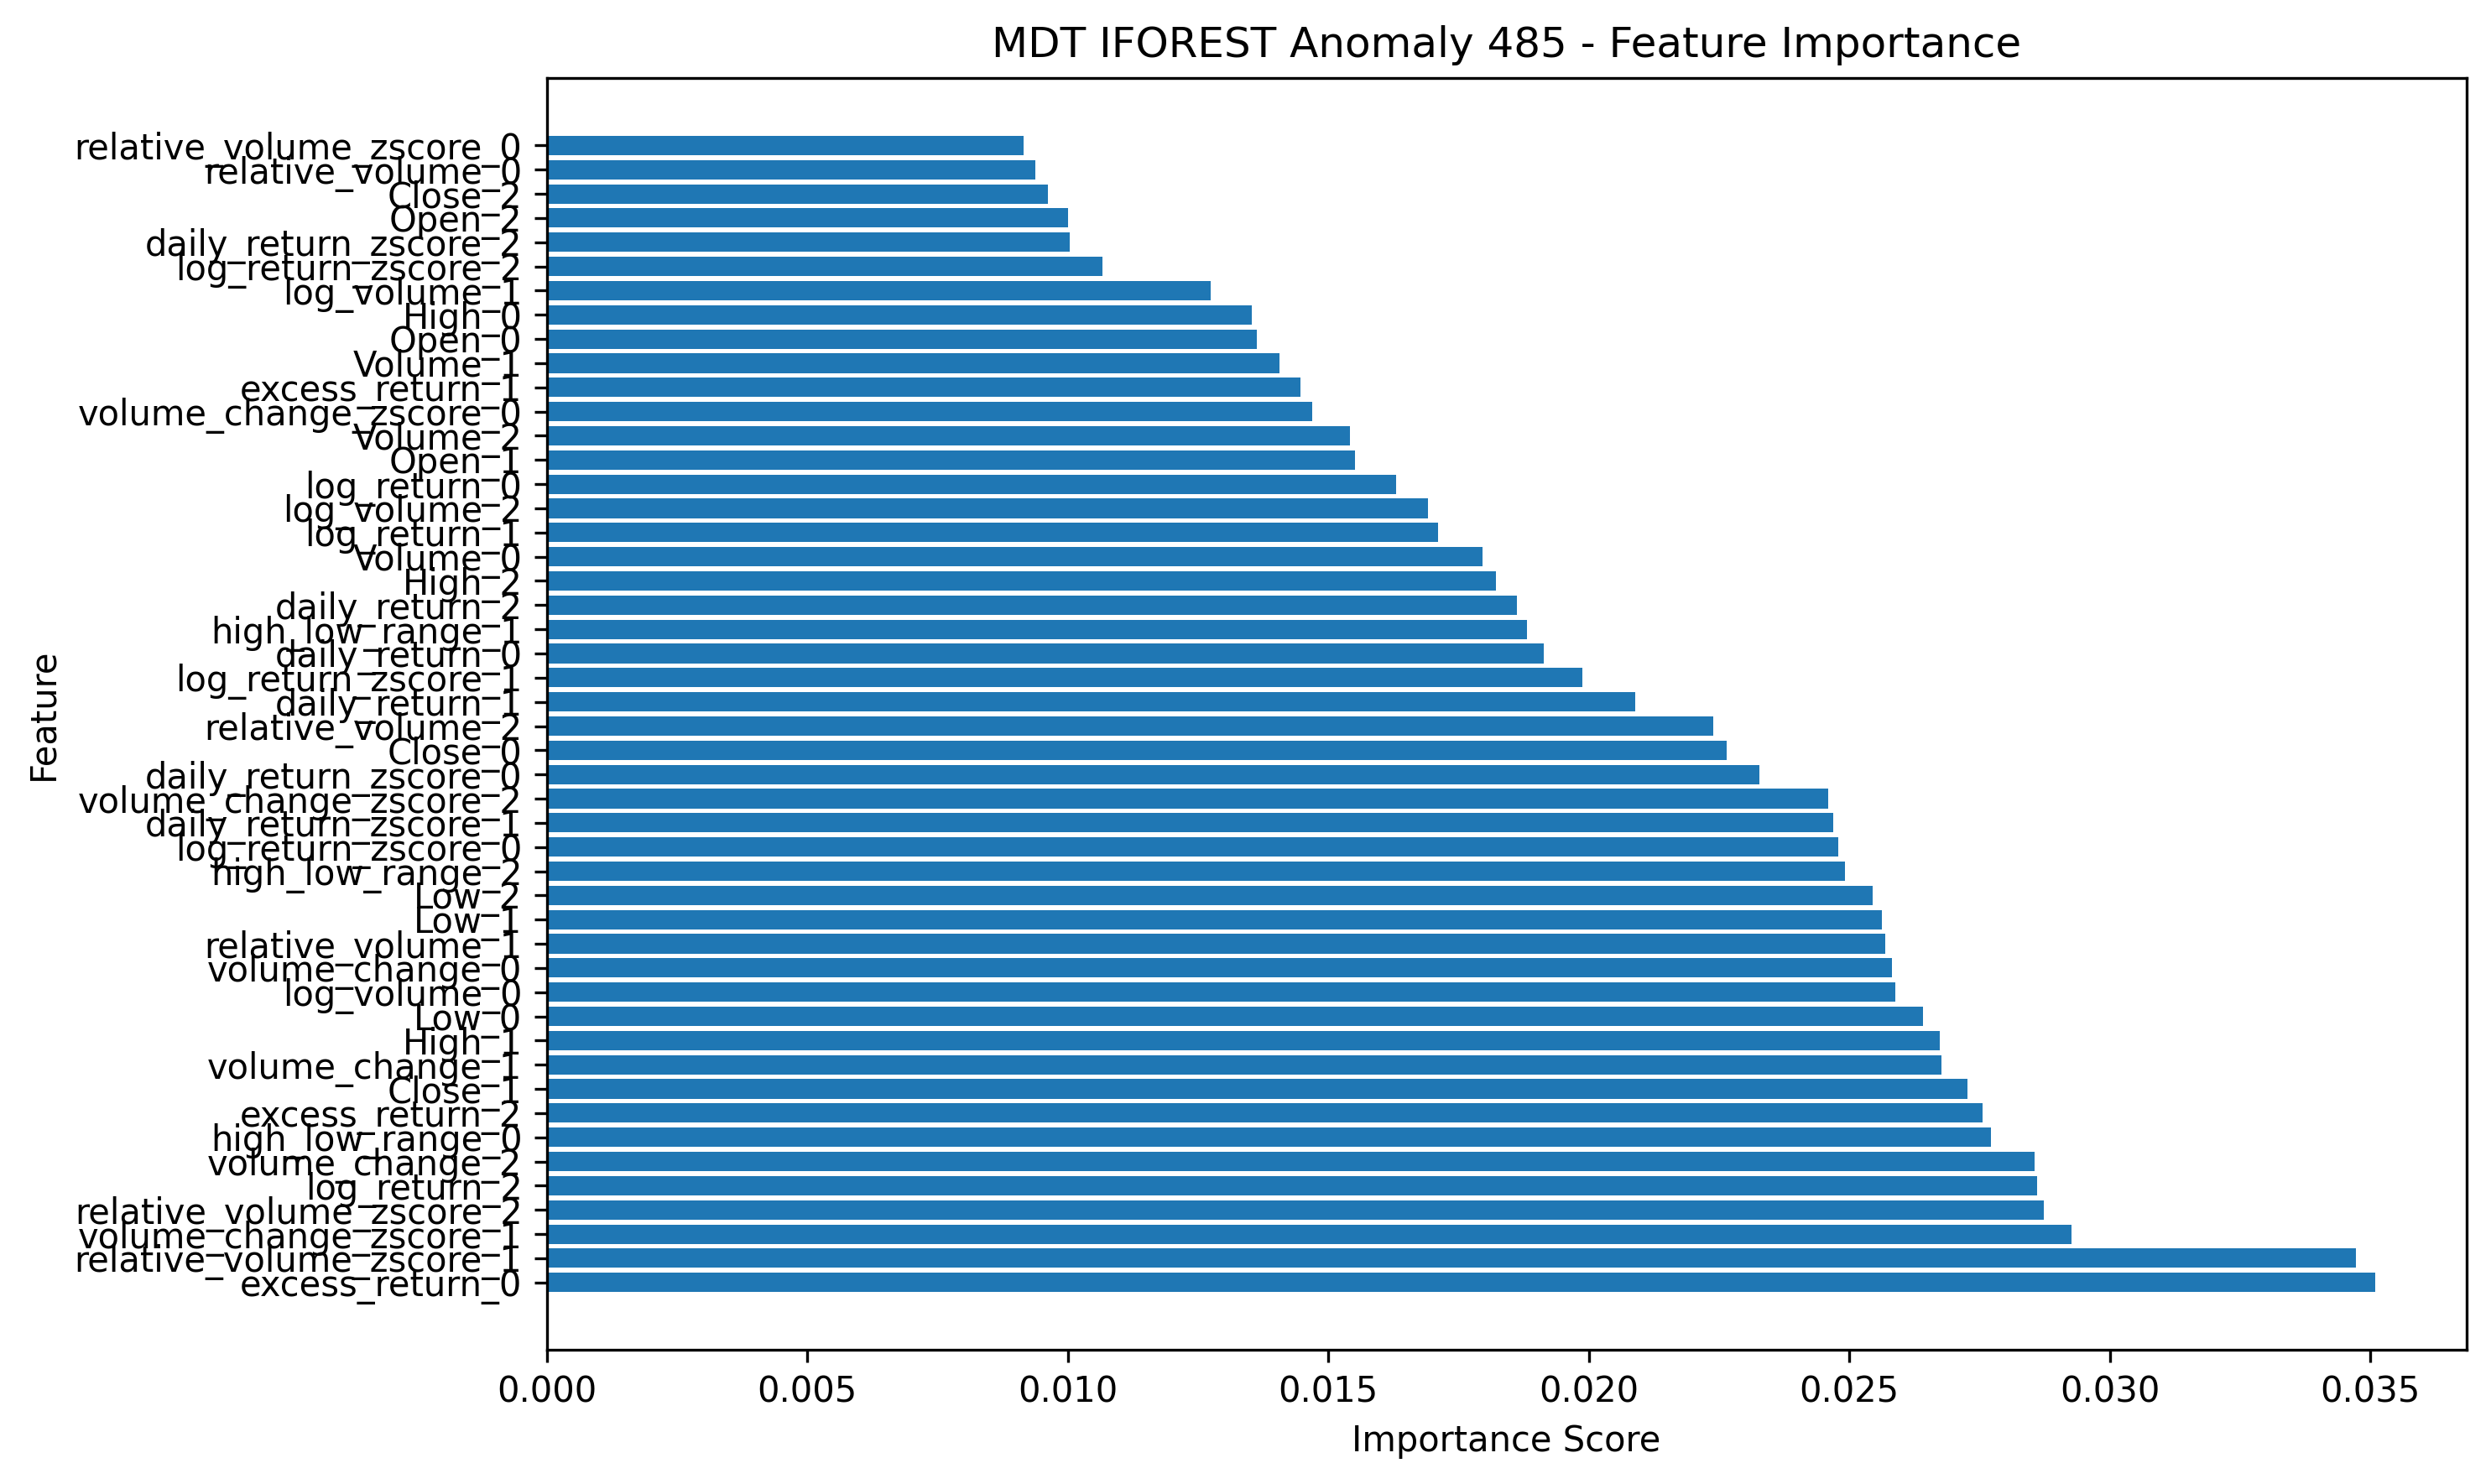 MDT IFOREST Anomaly 485 - Feature Importance
relative_volume_zscore_0
relative_volume_0
Close_2
Open_2
daily_return_zscore_2
log_return_zscore_2
log_volume_1
High_0
Open_0
Volume_1
excess_return_1
volume_change_zscore_0
Volume_2
Open_1
log_return_0
log_volume_2
log_return_1
Volume_0
High_2
daily_return_2
high_low_range_1
daily_return_0
log_return_zscore_1
daily_return_1
relative_volume_2
Close_0
daily_return_zscore_0
volume_change_zscore_2
daily_return_zscore_1
log_return_zscore_0
high_low_range_2
Low_2
Low_1
relative_volume_1
volume_change_0
log_volume_0
Low_0
High_1
volume_change_1
Close_1
excess_return_2
high_low_range_0
volume_change_2
log_return_2
relative_volume_zscore_2
volume_change_zscore_1
relative_volume_zscore_1
excess_return_0
Feature
0.000 0.005 0.010 0.015 0.020 0.025 0.030 0.035
Importance Score